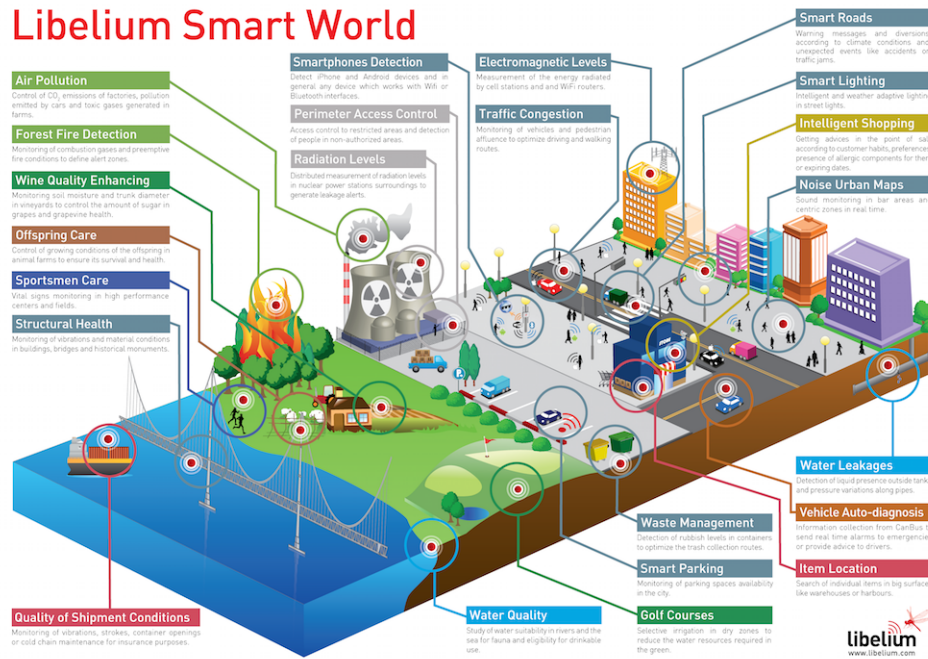 Libelium Smart World
Air Pollution
Control of CO₂ emissions of factories, pollution
emitted by cars and toxic gases generated in
farms.
Forest Fire Detection
Monitoring of combustion gases and preemptive
fire conditions to define alert zones.
Wine Quality Enhancing
Monitoring soil moisture and trunk diameter
in vineyards to control the amount of sugar in
grapes and grapevine health.
Offspring Care
Control of growing conditions of the offspring in
animal farms to ensure its survival and health.
Sportsmen Care
Vital signs monitoring in high performance
centers and fields.
Structural Health
Monitoring of vibrations and material conditions
in buildings, bridges and historical monuments.
Quality of Shipment Conditions
Monitoring of vibrations, strokes, container openings
or cold chain maintenance for insurance purposes.
Smartphones Detection
Detect iPhone and Android devices and in
general any device which works with Wifi or
Bluetooth interfaces.
Perimeter Access Control
Access control to restricted areas and detection
of people in non-authorized areas.
Radiation Levels
Distributed measurement of radiation levels
in nuclear power stations surroundings to
generate leakage alerts.
Electromagnetic Levels
Measurement of the energy radiated
by cell stations and and WiFi routers.
Traffic Congestion
Monitoring of vehicles and pedestrian
affluence to optimize driving and walking
routes.
Smart Roads
Warning messages and diversions
according to climate conditions and
unexpected events like accidents or
traffic jams.
Smart Lighting
Intelligent and weather adaptive lighting
in street lights.
Intelligent Shopping
Getting advices in the point of sale
according to customer habits, preferences,
presence of allergic components for them
or expiring dates.
Noise Urban Maps
Sound monitoring in bar areas and
centric zones in real time.
STORE
P
Water Leakages
Detection of liquid presence outside tanks
and pressure variations along pipes.
Vehicle Auto-diagnosis
Information collection from CanBus to
send real time alarms to emergencies
or provide advice to drivers.
Item Location
Search of individual items in big surfaces
like warehouses or harbours.
Waste Management
Detection of rubbish levels in containers
to optimize the trash collection routes.
Smart Parking
Monitoring of parking spaces availability
in the city.
Golf Courses
Selective irrigation in dry zones to
reduce the water resources required in
the green.
Water Quality
Study of water suitability in rivers and the
sea for fauna and eligibility for drinkable
use.
libelium
www.libelium.com